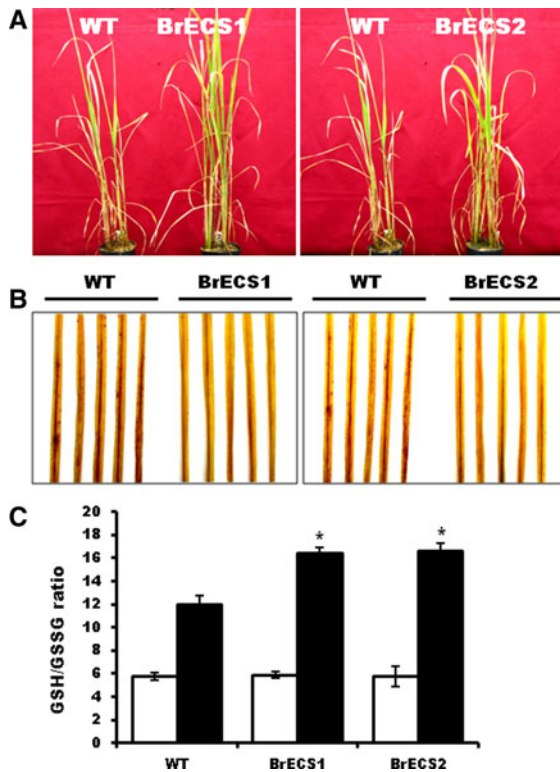 A
WT BrECS1 WT BrECS2
B
WT BrECS1 WT BrECS2
C
GSH/GSSG ratio
20
18
16
14
12
10
8
6
4
2
0
* *
WT BrECS1 BrECS2